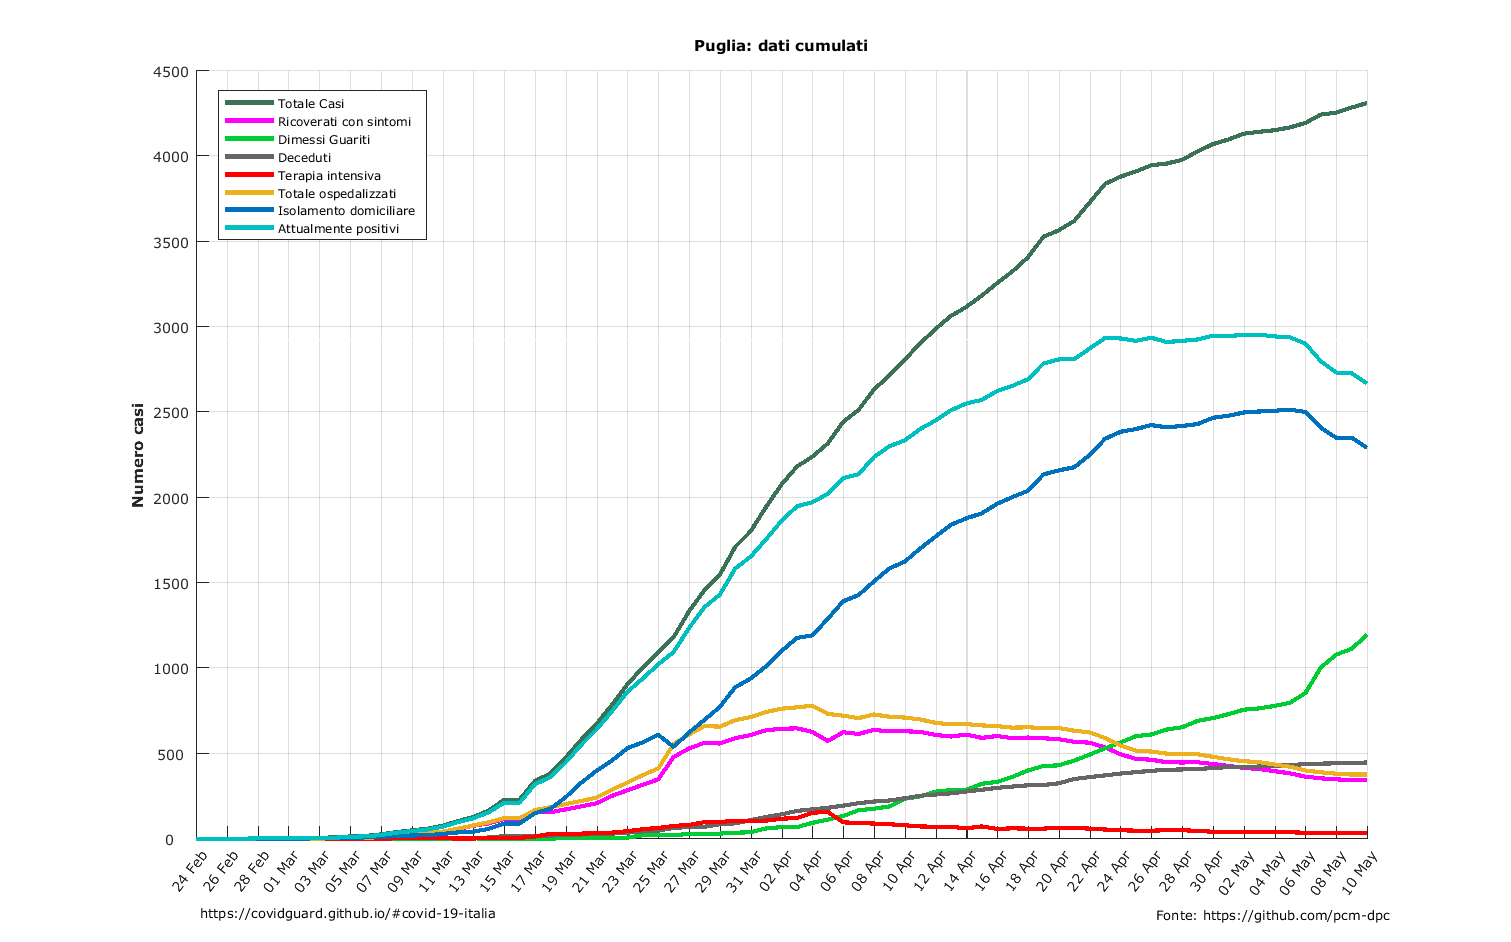 Puglia: dati cumulati
4500
4000
3500
3000
2500
2000
1500
1000
500
0
Numero casi
Totale Casi
Ricoverati con sintomi
Dimessi Guariti
Deceduti
Terapia intensiva
Totale ospedalizzati
Isolamento domiciliare
Attualmente positivi
24 Feb
26 Feb
28 Feb
01 Mar
03 Mar
05 Mar
07 Mar
09 Mar
11 Mar
13 Mar
15 Mar
17 Mar
19 Mar
21 Mar
23 Mar
25 Mar
27 Mar
29 Mar
31 Mar
02 Apr
04 Apr
06 Apr
08 Apr
10 Apr
12 Apr
14 Apr
16 Apr
18 Apr
20 Apr
22 Apr
24 Apr
26 Apr
28 Apr
30 Apr
02 May
04 May
06 May
08 May
10 May
https://covidguard.github.io/#covid-19-italia
Fonte: https://github.com/pcm-dpc